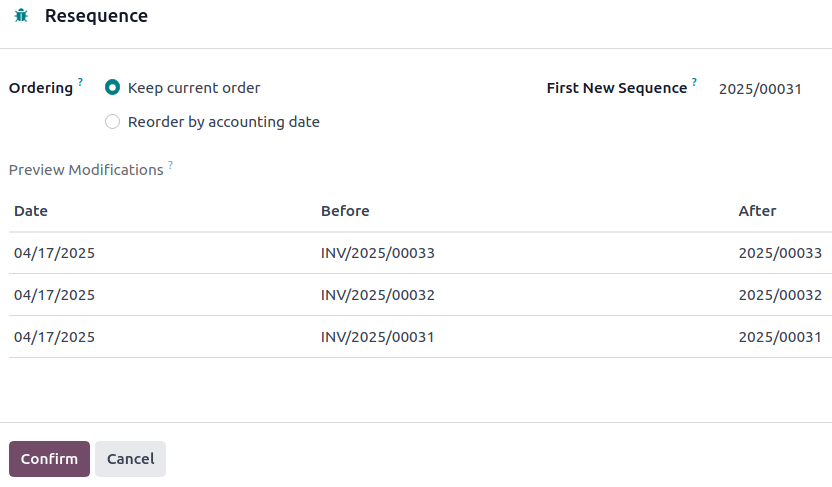 Resequence
Ordering ? Keep current order First New Sequence ? 2025/00031
Reorder by accounting date
Preview Modifications ?
Date Before After
04/17/2025 INV/2025/00033 2025/00033
04/17/2025 INV/2025/00032 2025/00032
04/17/2025 INV/2025/00031 2025/00031
Confirm Cancel